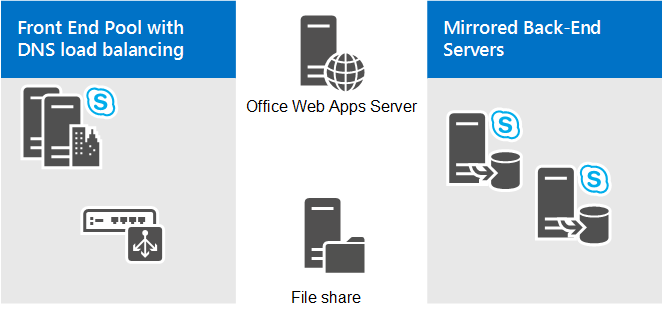 Front End Pool with
DNS load balancing
Office Web Apps Server
File share
Mirrored Back-End
Servers